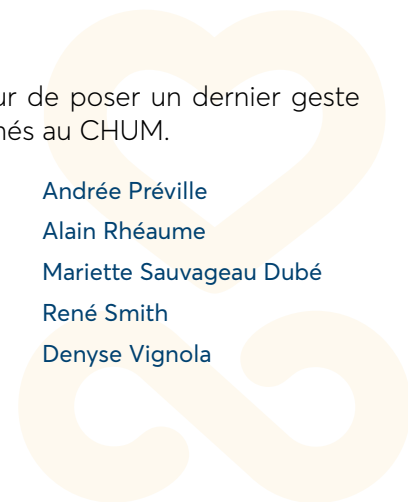 ur de poser un dernier geste
nés au CHUM.
Andrée Préville
Alain Rhéaume
Mariette Sauvageau Dubé
René Smith
Denyse Vignola